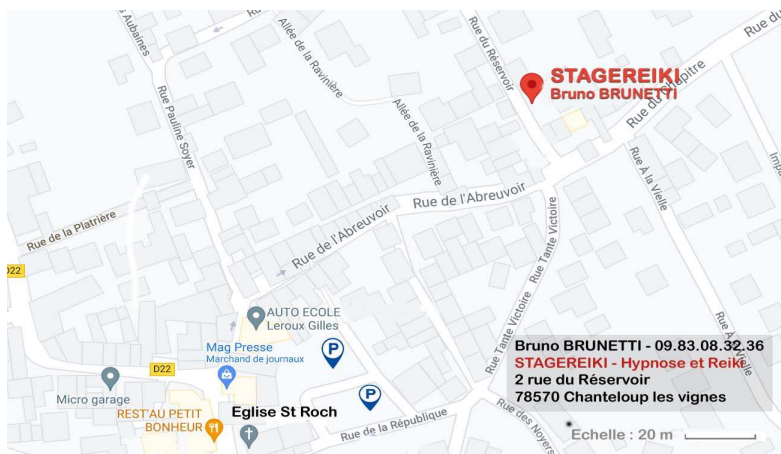 s Aubaines
Rue Pauline Soyer
Allée de la Ravinière
Allée de la Ravinière
Rue du Réservoir
STAGEREIKI
Bruno BRUNETTI
Rue du
Rue du Chapitre
Rue À la Vielle
Impa
Rue de la Platrière
D22
Rue de l'Abreuvoir
Rue de l'Abreuvoir
Rue Tante Victoire
Rue Tante Victoire
AUTO ECOLE
Leroux Gilles
Mag Presse
Marchand de journaux
D22
Micro garage
P
P
REST'AU PETIT
BONHEUR
Eglise St Roch
Rue de la République
Rue des Noyers
Rue À la Vielle
Bruno BRUNETTI - 09.83.08.32.36
STAGEREIKI - Hypnose et Reiki
2 rue du Réservoir
78570 Chanteloup les vignes
Echelle : 20 m